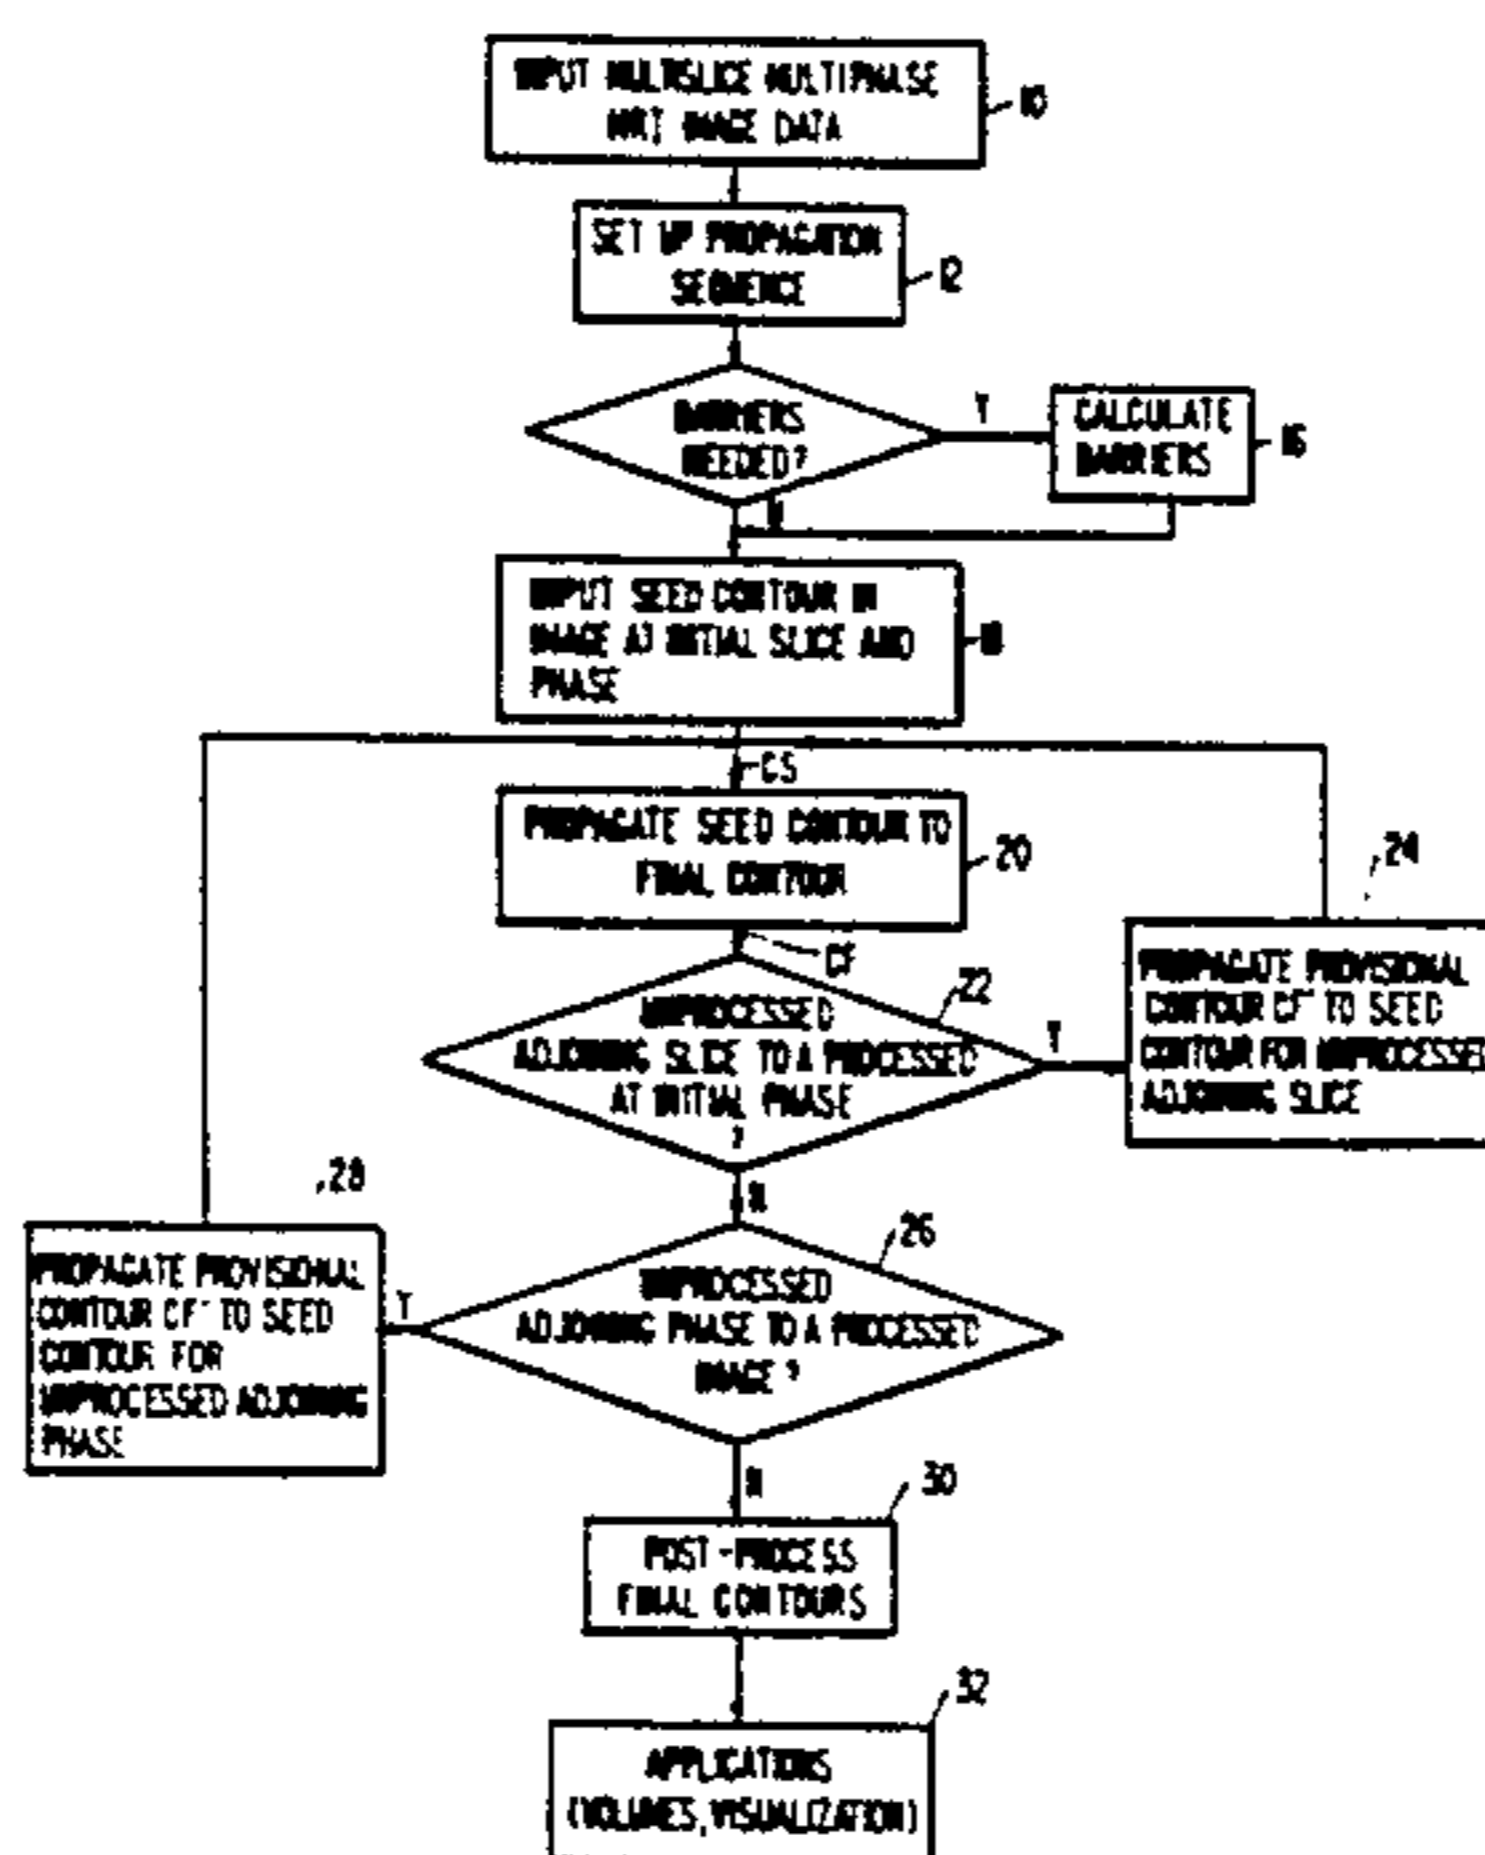 INPUT MULTISLICE MULTIPHASE
MRI IMAGE DATA
10
SET UP PROPAGATION
SEQUENCE
12
BARRIERS
NEEDED?
Y
CALCULATE
BARRIERS
16
N
INPUT SEED CONTOUR IN
IMAGE AT INITIAL SLICE AND
PHASE
18
CS
PROPAGATE SEED CONTOUR TO
FINAL CONTOUR
20
CF
UNPROCESSED
ADJOINING SLICE TO A PROCESSED
AT INITIAL PHASE
?
22
Y
24
PROPAGATE PROVISIONAL
CONTOUR CF⁻ TO SEED
CONTOUR FOR UNPROCESSED
ADJOINING SLICE
N
28
PROPAGATE PROVISIONAL
CONTOUR CF⁻ TO SEED
CONTOUR FOR
UNPROCESSED ADJOINING
PHASE
Y
26
UNPROCESSED
ADJOINING PHASE TO A PROCESSED
IMAGE?
N
30
POST-PROCESS
FINAL CONTOURS
32
APPLICATIONS
(VOLUMES, VISUALIZATION)